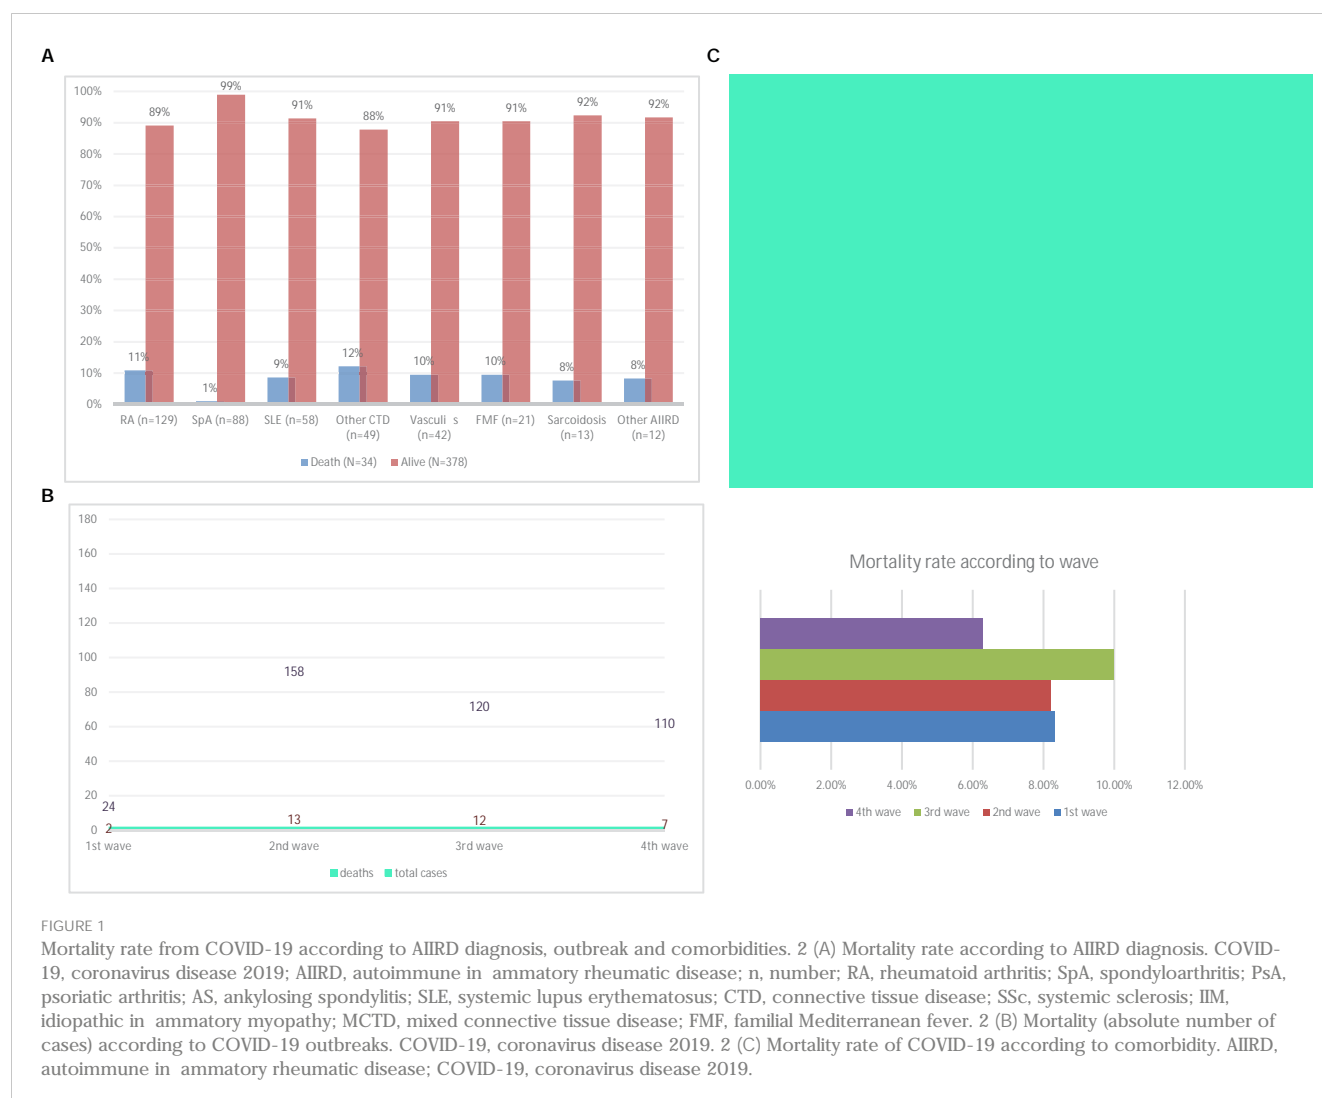 A
100%
90%
80%
70%
60%
50%
40%
30%
20%
10%
0%
89%
99%
91%
88%
91%
91%
92%
92%
11%
1%
9%
12%
10%
10%
8%
8%
RA (n=129)
SpA (n=88)
SLE (n=58)
Other CTD
(n=49)
Vasculi s
(n=42)
FMF (n=21)
Sarcoidosis
(n=13)
Other AIIRD
(n=12)
Death (N=34) Alive (N=378)
C
B
180
160
140
120
100
80
60
40
20
0
24
158
120
110
2
13
12
7
1st wave 2nd wave 3rd wave 4th wave
deaths total cases
Mortality rate according to wave
0.00% 2.00% 4.00% 6.00% 8.00% 10.00% 12.00%
4th wave 3rd wave 2nd wave 1st wave
FIGURE 1
Mortality rate from COVID-19 according to AIIRD diagnosis, outbreak and comorbidities. 2 (A) Mortality rate according to AIIRD diagnosis. COVID-
19, coronavirus disease 2019; AIIRD, autoimmune in ammatory rheumatic disease; n, number; RA, rheumatoid arthritis; SpA, spondyloarthritis; PsA,
psoriatic arthritis; AS, ankylosing spondylitis; SLE, systemic lupus erythematosus; CTD, connective tissue disease; SSc, systemic sclerosis; IIM,
idiopathic in ammatory myopathy; MCTD, mixed connective tissue disease; FMF, familial Mediterranean fever. 2 (B) Mortality (absolute number of
cases) according to COVID-19 outbreaks. COVID-19, coronavirus disease 2019. 2 (C) Mortality rate of COVID-19 according to comorbidity. AIIRD,
autoimmune in ammatory rheumatic disease; COVID-19, coronavirus disease 2019.